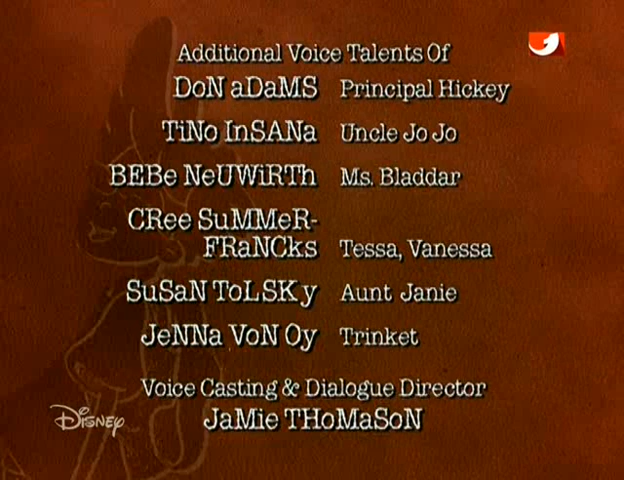 Additional Voice Talents Of
DoN aDaMS Principal Hickey
TiNo InSANa Uncle Jo Jo
BEBe NeUWiRTh Ms. Bladdar
CRee SuMMeR-
FRaNCks Tessa, Vanessa
SuSaN ToLSKy Aunt Janie
JeNNa VoN Oy Trinket
Voice Casting & Dialogue Director
JaMie THoMaSoN
Disney